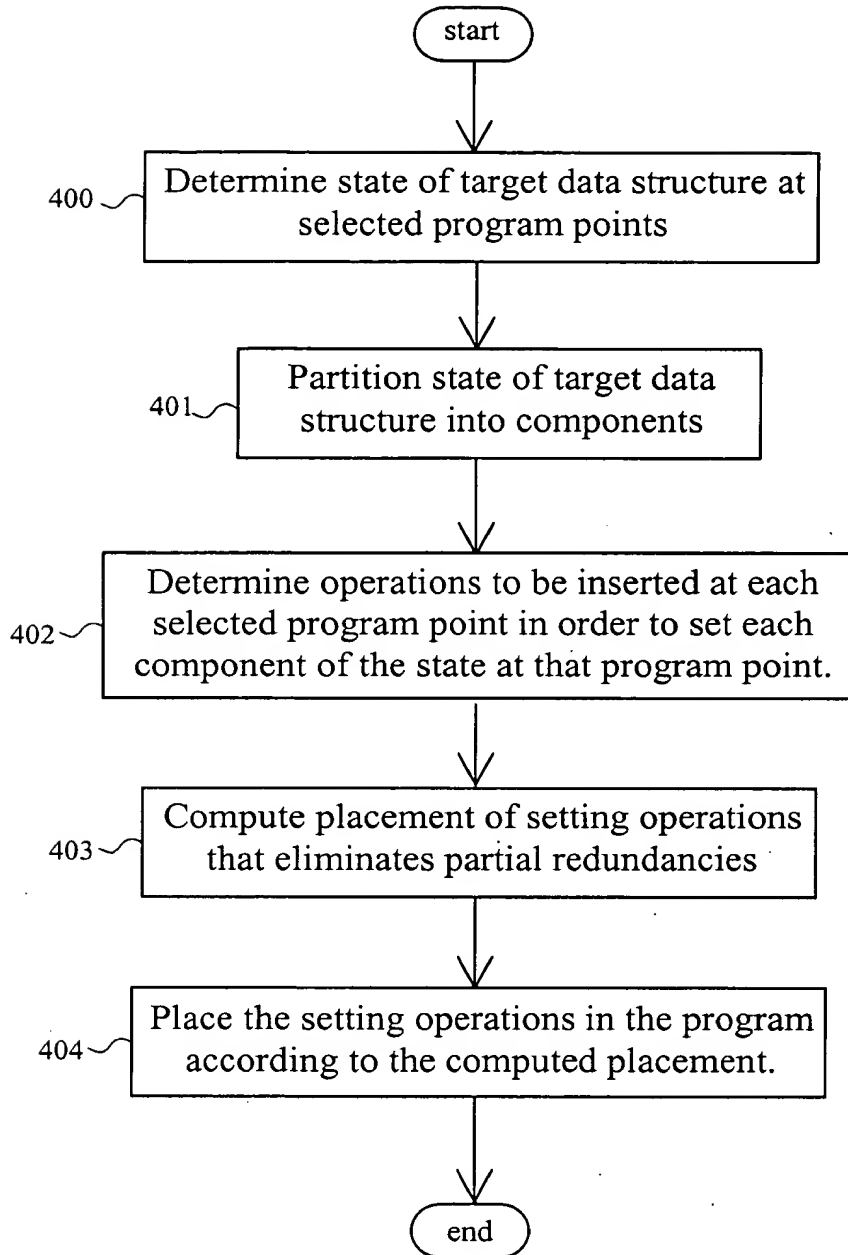 start
400
Determine state of target data structure at
selected program points
401
Partition state of target data
structure into components
402
Determine operations to be inserted at each
selected program point in order to set each
component of the state at that program point.
403
Compute placement of setting operations
that eliminates partial redundancies
404
Place the setting operations in the program
according to the computed placement.
end